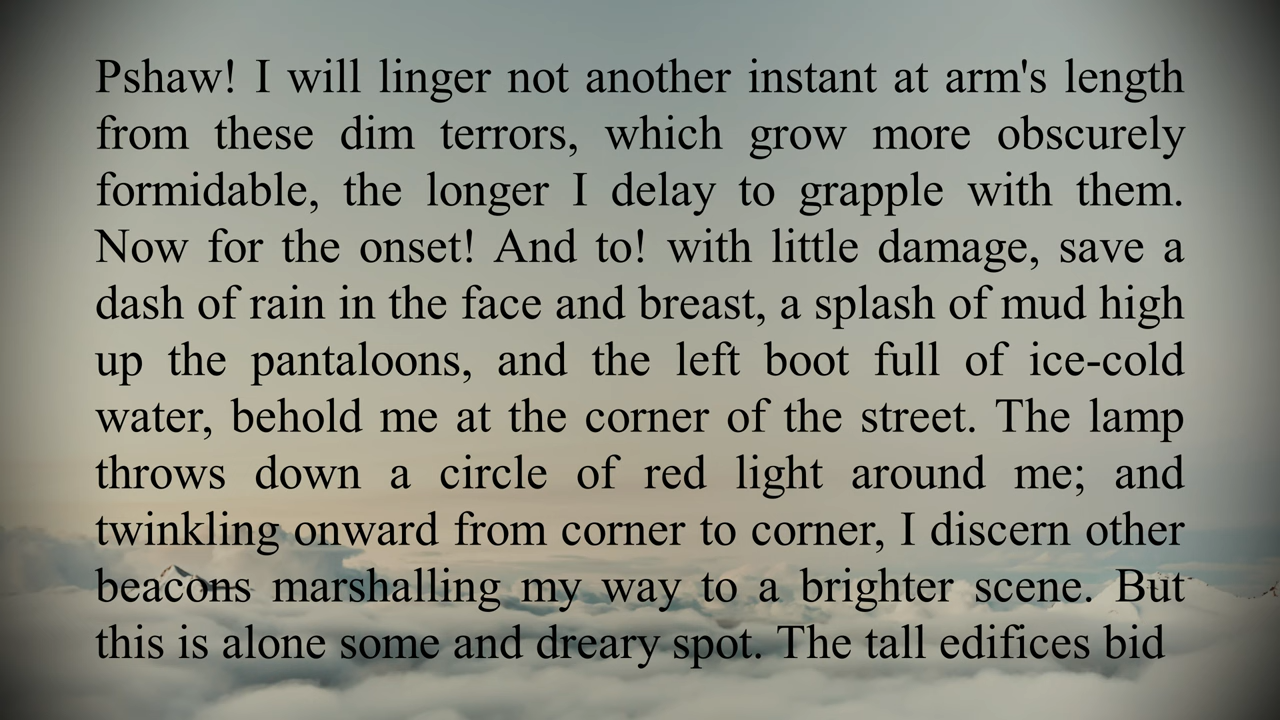 Pshaw! I will linger not another instant at arm's length
from these dim terrors, which grow more obscurely
formidable, the longer I delay to grapple with them.
Now for the onset! And to! with little damage, save a
dash of rain in the face and breast, a splash of mud high
up the pantaloons, and the left boot full of ice-cold
water, behold me at the corner of the street. The lamp
throws down a circle of red light around me; and
twinkling onward from corner to corner, I discern other
beacons marshalling my way to a brighter scene. But
this is alone some and dreary spot. The tall edifices bid